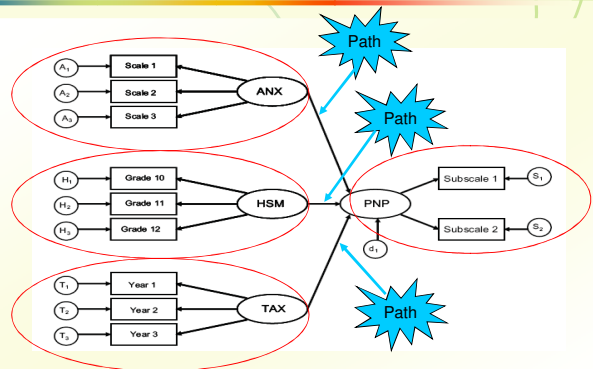 Path
A1 Scale 1
A2 Scale 2 ANX
A3 Scale 3
Path
H1 Grade 10
H2 Grade 11 HSM
H3 Grade 12
Subscale 1 S1
PNP
Subscale 2 S2
d1
T1 Year 1
T2 Year 2 TAX
T3 Year 3
Path